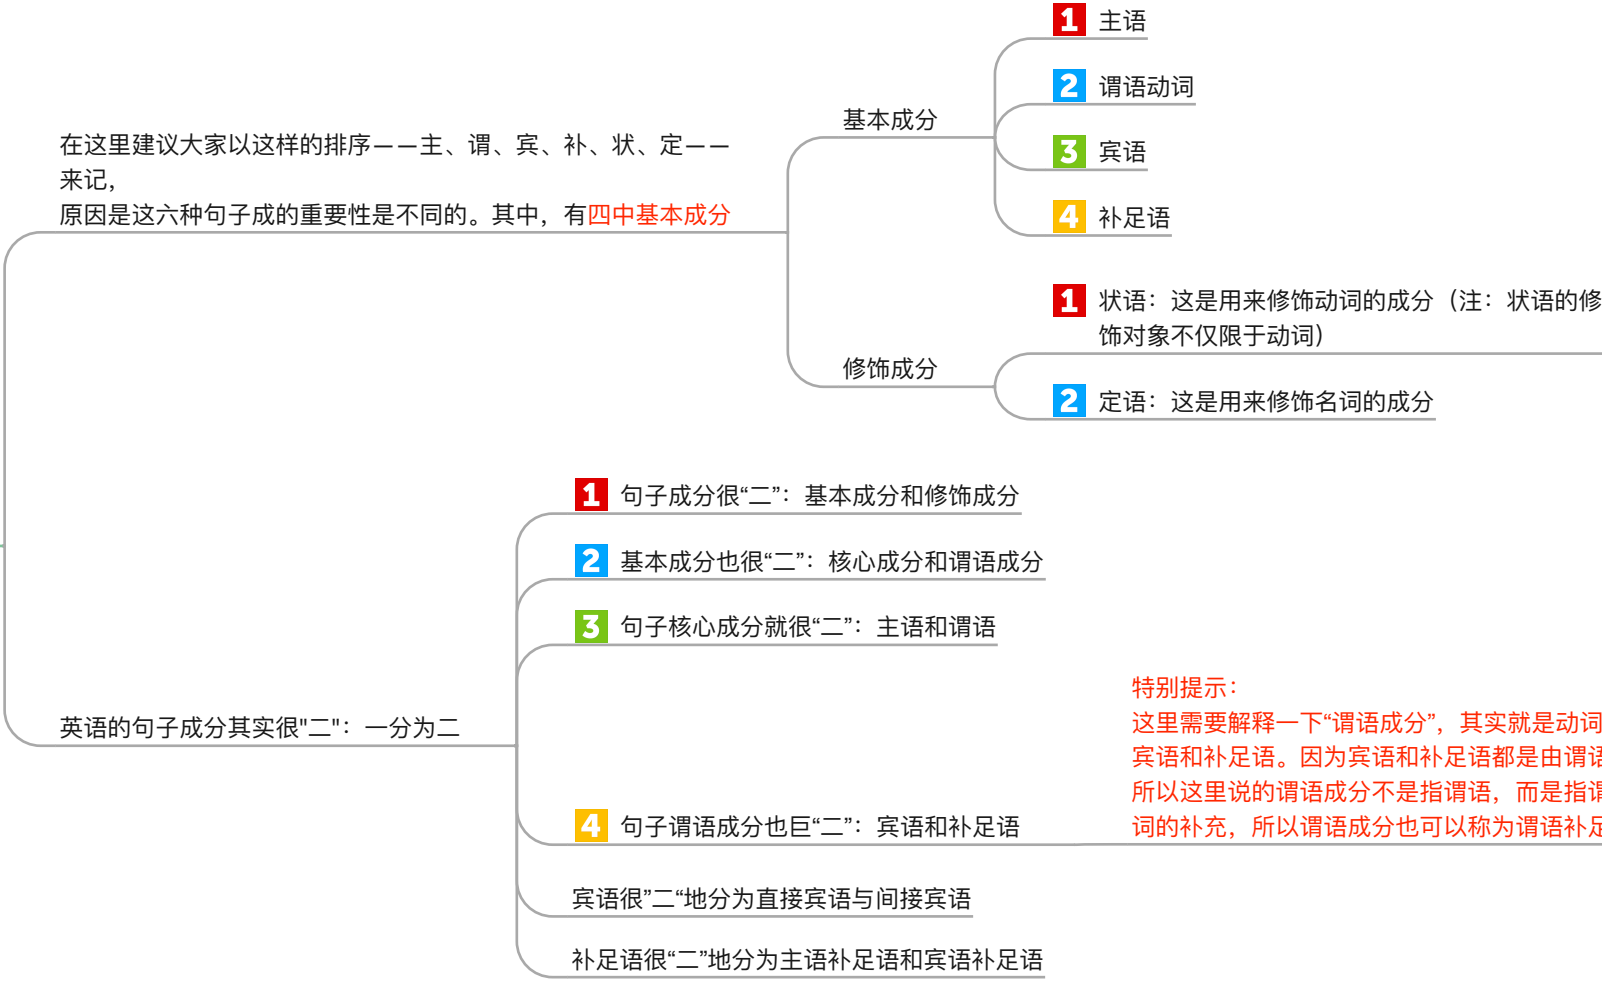 在这里建议大家以这样的排序——主、谓、宾、补、状、定——
来记，
原因是这六种句子成的重要性是不同的。其中，有四中基本成分
基本成分
1 主语
2 谓语动词
3 宾语
4 补足语
修饰成分
1 状语：这是用来修饰动词的成分（注：状语的修
饰对象不仅限于动词）
2 定语：这是用来修饰名词的成分
英语的句子成分其实很"二"：一分为二
1 句子成分很“二”：基本成分和修饰成分
2 基本成分也很“二”：核心成分和谓语成分
3 句子核心成分就很“二”：主语和谓语
4 句子谓语成分也巨“二”：宾语和补足语
特别提示：
这里需要解释一下“谓语成分”，其实就是动词
宾语和补足语。因为宾语和补足语都是由谓语
所以这里说的谓语成分不是指谓语，而是指谓
词的补充，所以谓语成分也可以称为谓语补足
宾语很”二“地分为直接宾语与间接宾语
补足语很“二”地分为主语补足语和宾语补足语